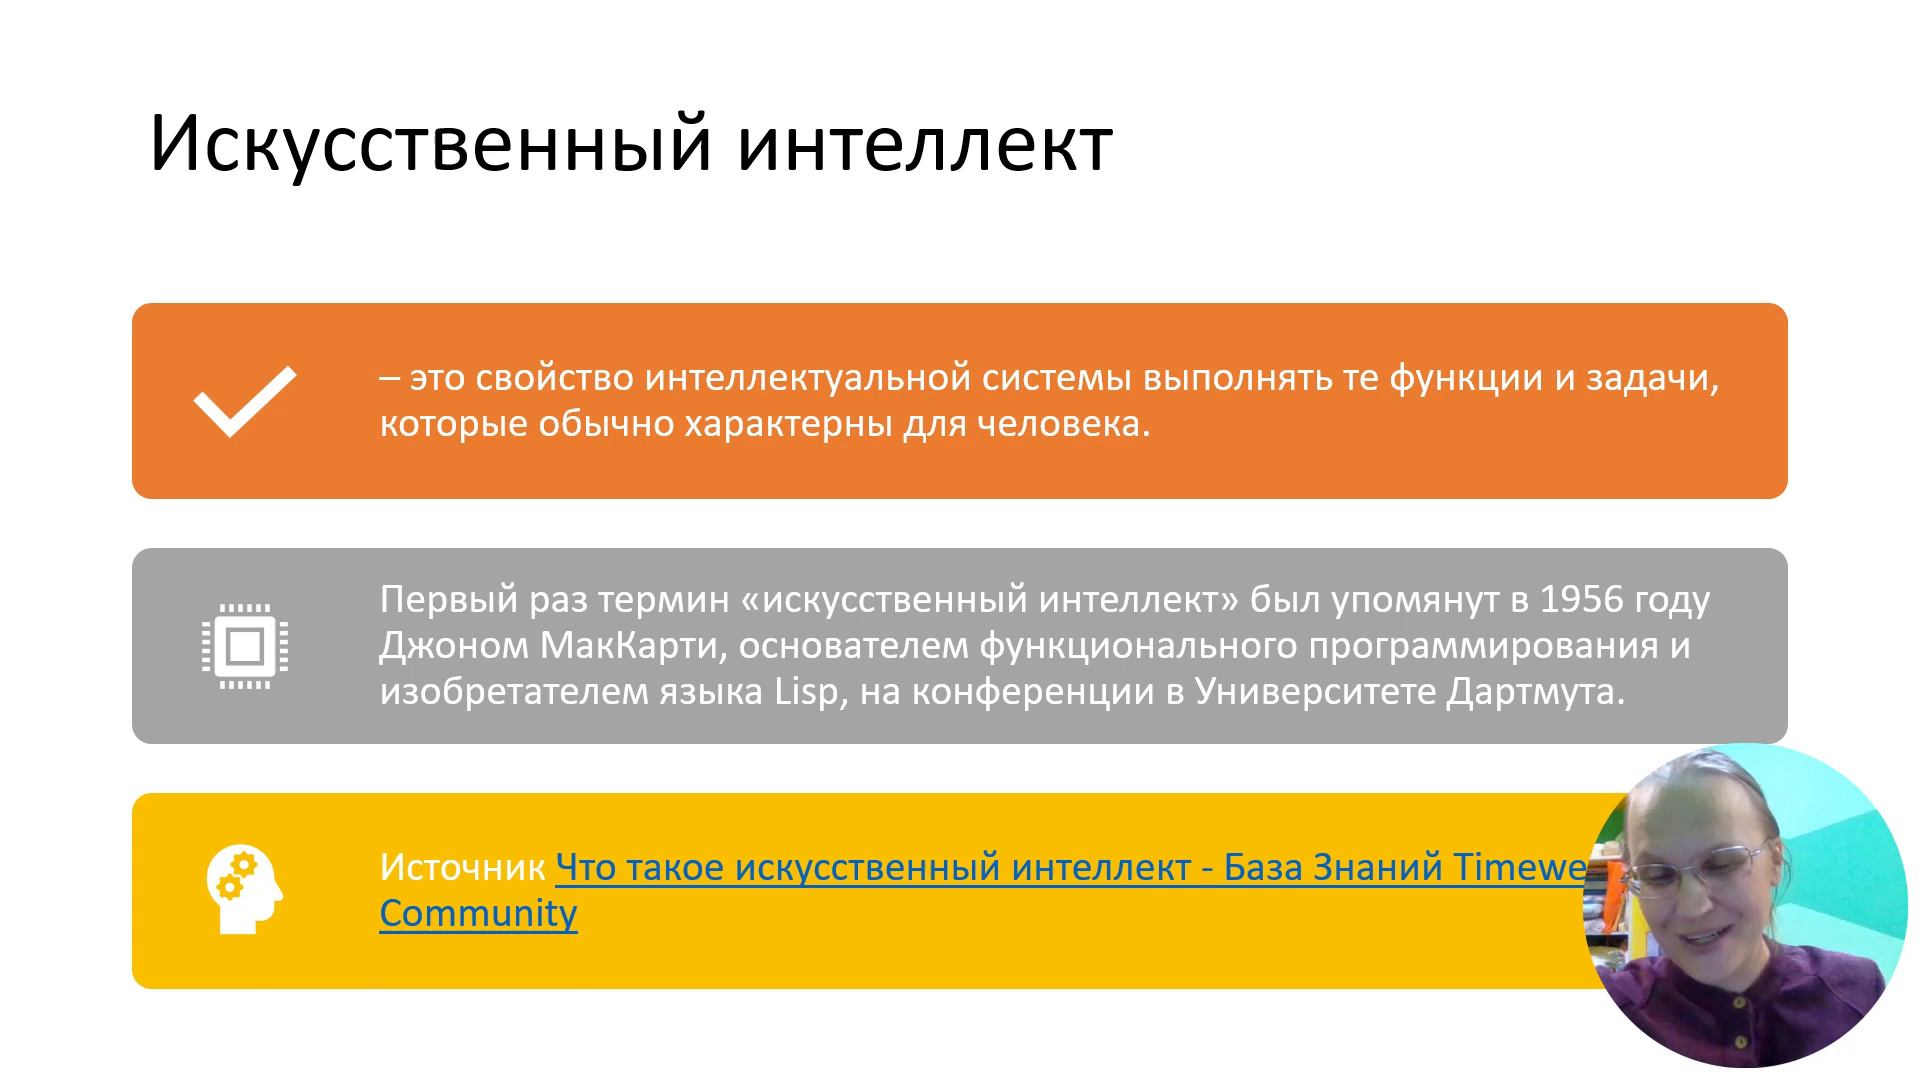 Искусственный интеллект
– это свойство интеллектуальной системы выполнять те функции и задачи,
которые обычно характерны для человека.
Первый раз термин «искусственный интеллект» был упомянут в 1956 году
Джоном МакКарти, основателем функционального программирования и
изобретателем языка Lisp, на конференции в Университете Дартмута.
Источник Что такое искусственный интеллект - База Знаний
Community